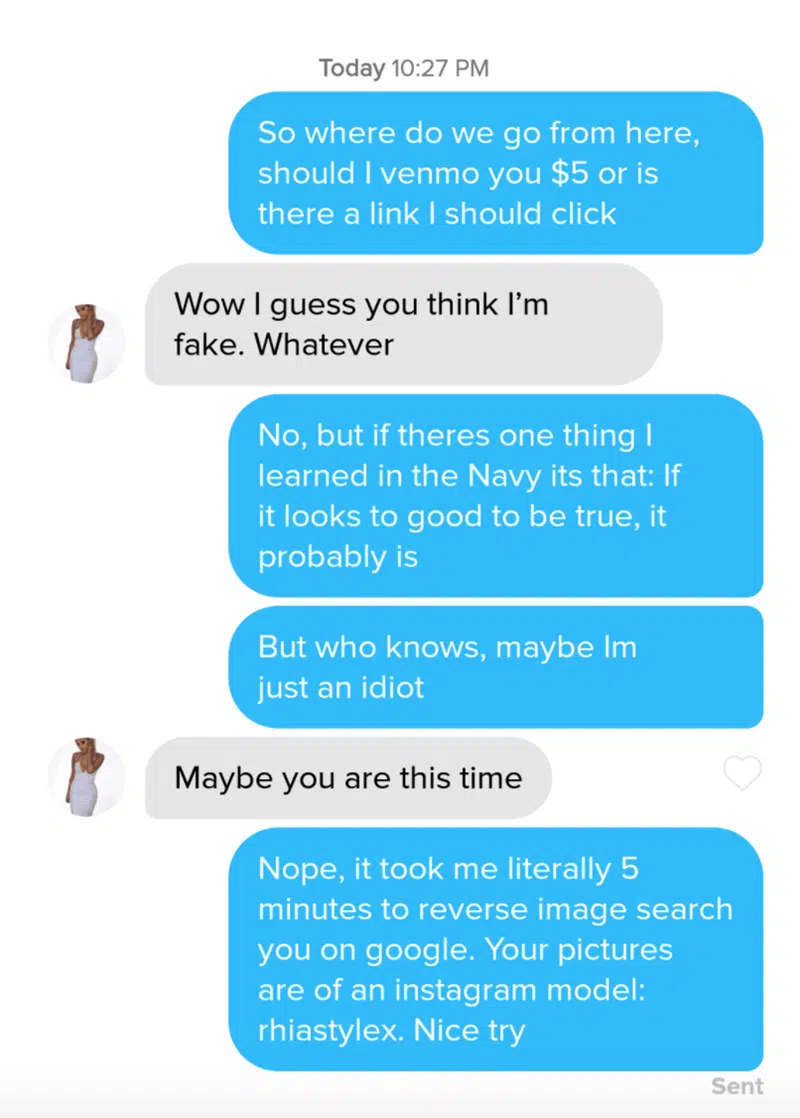 Today 10:27 PM
So where do we go from here,
should I venmo you $5 or is
there a link I should click
Wow I guess you think I’m
fake. Whatever
No, but if theres one thing I
learned in the Navy its that: If
it looks to good to be true, it
probably is
But who knows, maybe Im
just an idiot
Maybe you are this time
Nope, it took me literally 5
minutes to reverse image search
you on google. Your pictures
are of an instagram model:
rhiastylex. Nice try
Sent